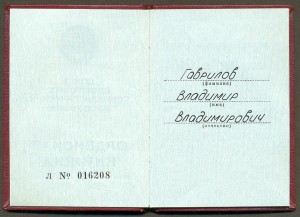 Л № 016208
Гаврилов
(фамилия)
Владимир
(имя)
Владимирович
(отчество)